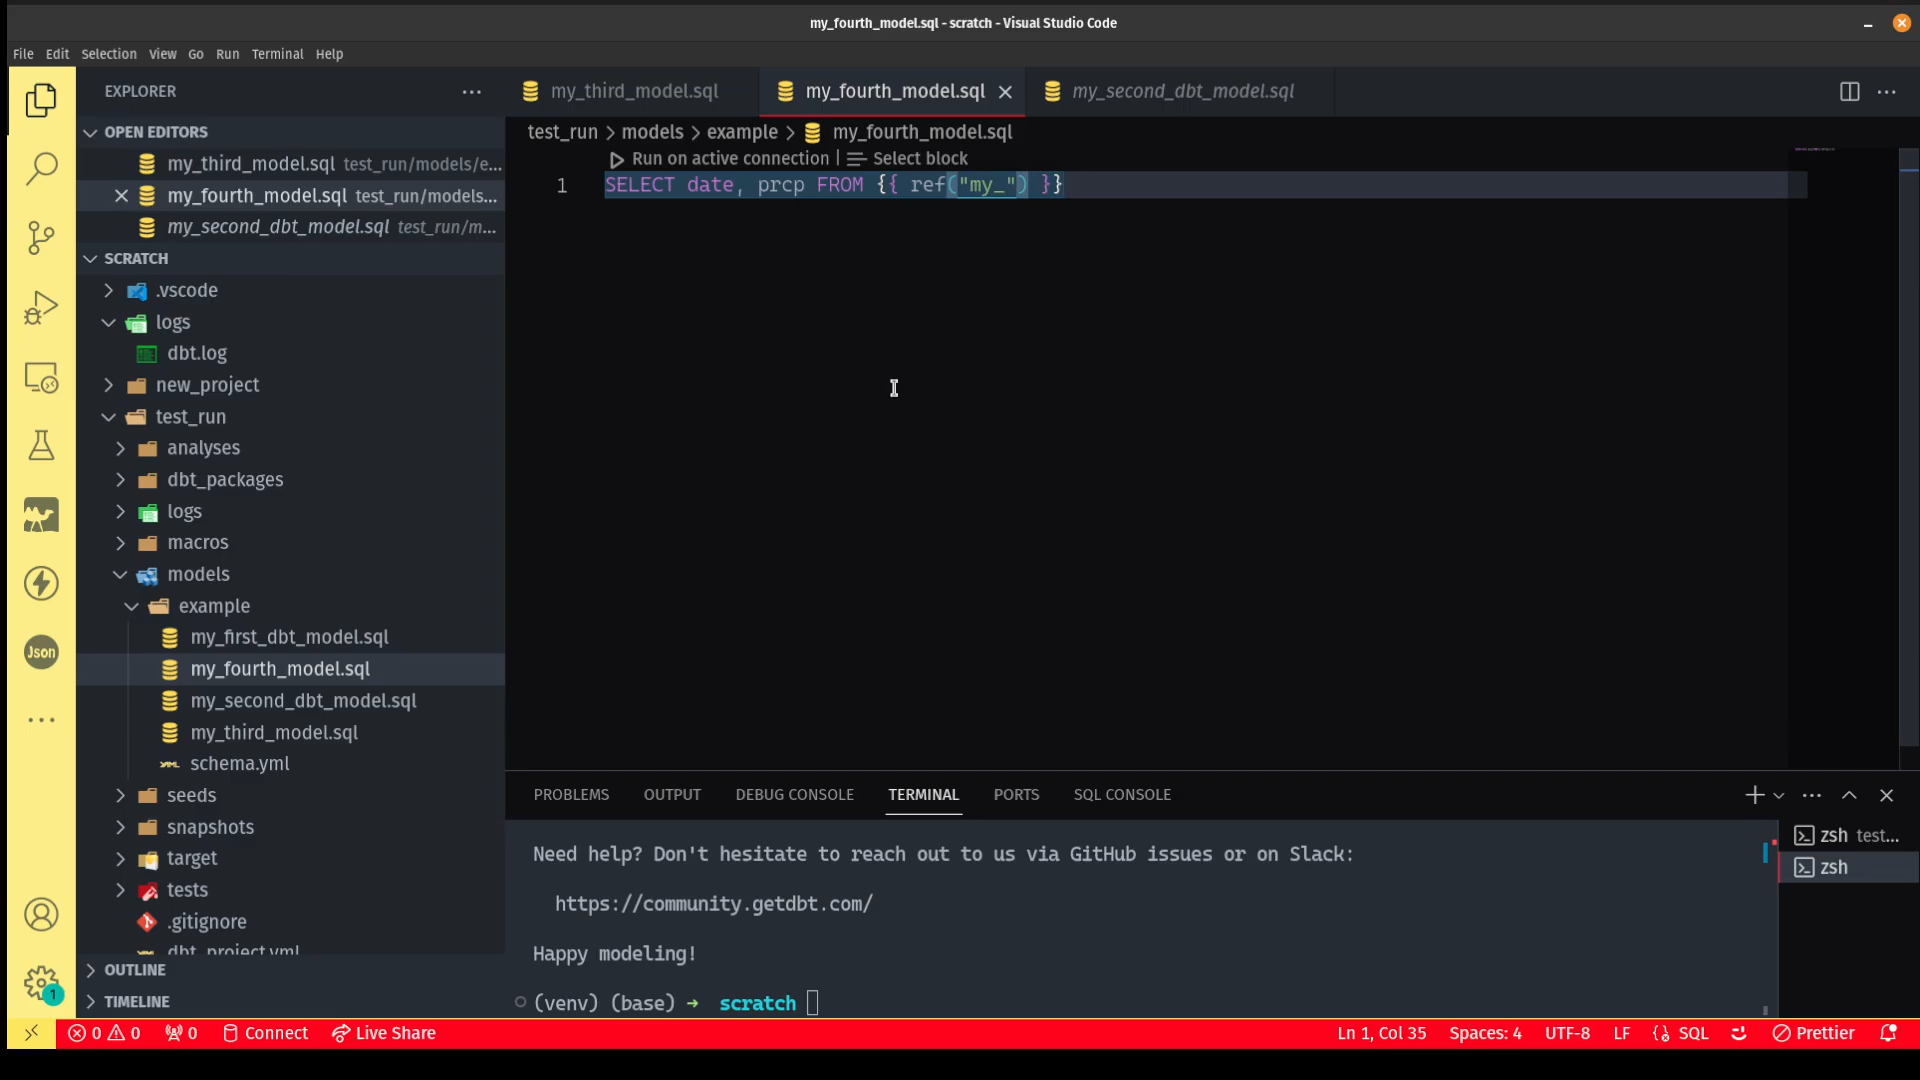 my_fourth_model.sql - scratch - Visual Studio Code
File Edit Selection View Go Run Terminal Help
EXPLORER
OPEN EDITORS
my_third_model.sql test_run/models/e...
my_fourth_model.sql test_run/models...
my_second_dbt_model.sql test_run/m...
SCRATCH
.vscode
logs
dbt.log
new_project
test_run
analyses
dbt_packages
logs
macros
models
example
my_first_dbt_model.sql
my_fourth_model.sql
my_second_dbt_model.sql
my_third_model.sql
schema.yml
seeds
snapshots
target
tests
.gitignore
dbt_project.yml
OUTLINE
TIMELINE
Json
1
my_third_model.sql my_fourth_model.sql my_second_dbt_model.sql
test_run > models > example > my_fourth_model.sql
Run on active connection | Select block
1 SELECT date, prcp FROM {{ ref("my_") }}
PROBLEMS OUTPUT DEBUG CONSOLE TERMINAL PORTS SQL CONSOLE
Need help? Don't hesitate to reach out to us via GitHub issues or on Slack:
https://community.getdbt.com/
Happy modeling!
(venv) (base) → scratch
zsh test...
zsh
0 0 0 Connect Live Share Ln 1, Col 35 Spaces: 4 UTF-8 LF SQL Prettier